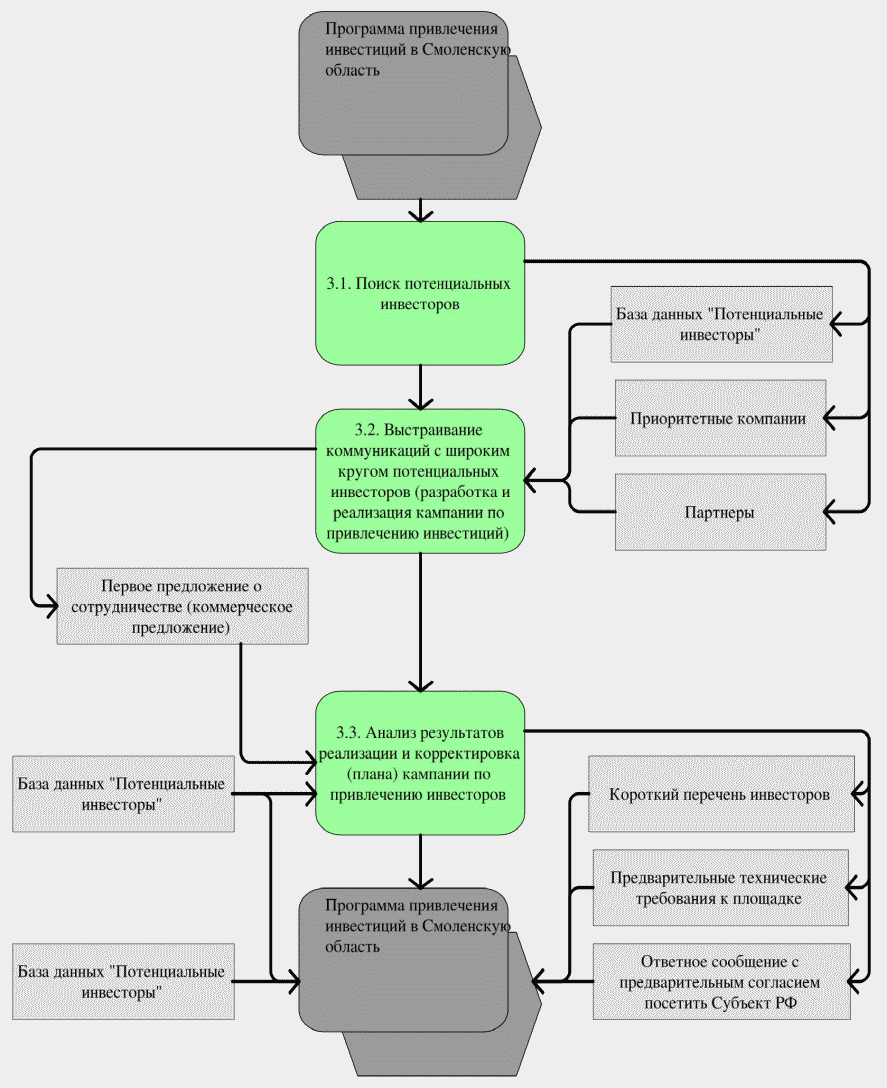 Программа привлечения
инвестиций в Смоленскую
область
3.1. Поиск потенциальных
инвесторов
База данных "Потенциальные
инвесторы"
Приоритетные компании
3.2. Выстраивание
коммуникаций с широким
кругом потенциальных
инвесторов (разработка и
реализация кампании по
привлечению инвестиций)
Партнеры
Первое предложение о
сотрудничестве (коммерческое
предложение)
3.3. Анализ результатов
реализации и корректировка
(плана) кампании по
привлечению инвесторов
База данных "Потенциальные
инвесторы"
Короткий перечень инвесторов
Предварительные технические
требования к площадке
Программа привлечения
инвестиций в Смоленскую
область
База данных "Потенциальные
инвесторы"
Ответное сообщение с
предварительным согласием
посетить Субъект РФ